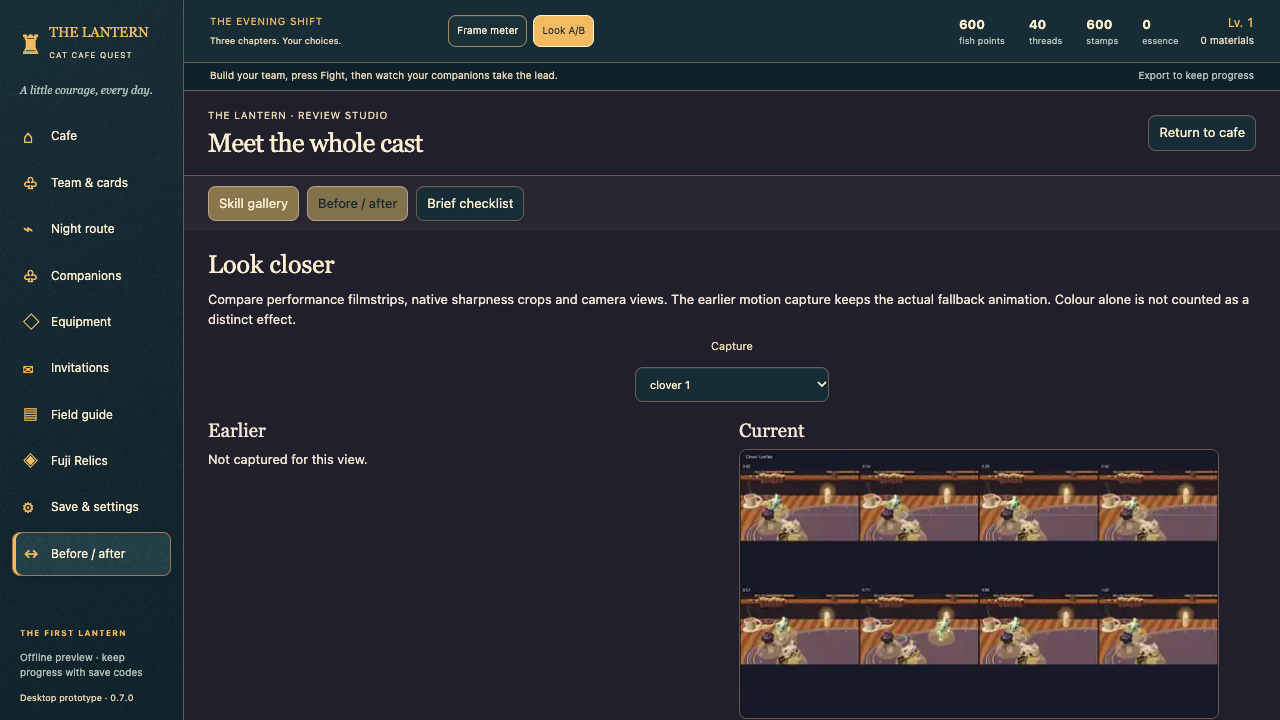 THE LANTERN
CAT CAFE QUEST
A little courage, every day.
Cafe
Team & cards
Night route
Companions
Equipment
Invitations
Field guide
Fuji Relics
Save & settings
Before / after
THE FIRST LANTERN
Offline preview · keep
progress with save codes
Desktop prototype · 0.7.0
THE EVENING SHIFT
Three chapters. Your choices.
Frame meter
Look A/B
600
fish points
40
threads
600
stamps
0
essence
Lv. 1
0 materials
Build your team, press Fight, then watch your companions take the lead.
Export to keep progress
THE LANTERN · REVIEW STUDIO
Meet the whole cast
Return to cafe
Skill gallery
Before / after
Brief checklist
Look closer
Compare performance filmstrips, native sharpness crops and camera views. The earlier motion capture keeps the actual fallback animation. Colour alone is not counted as a
distinct effect.
Capture
clover 1
Earlier
Not captured for this view.
Current